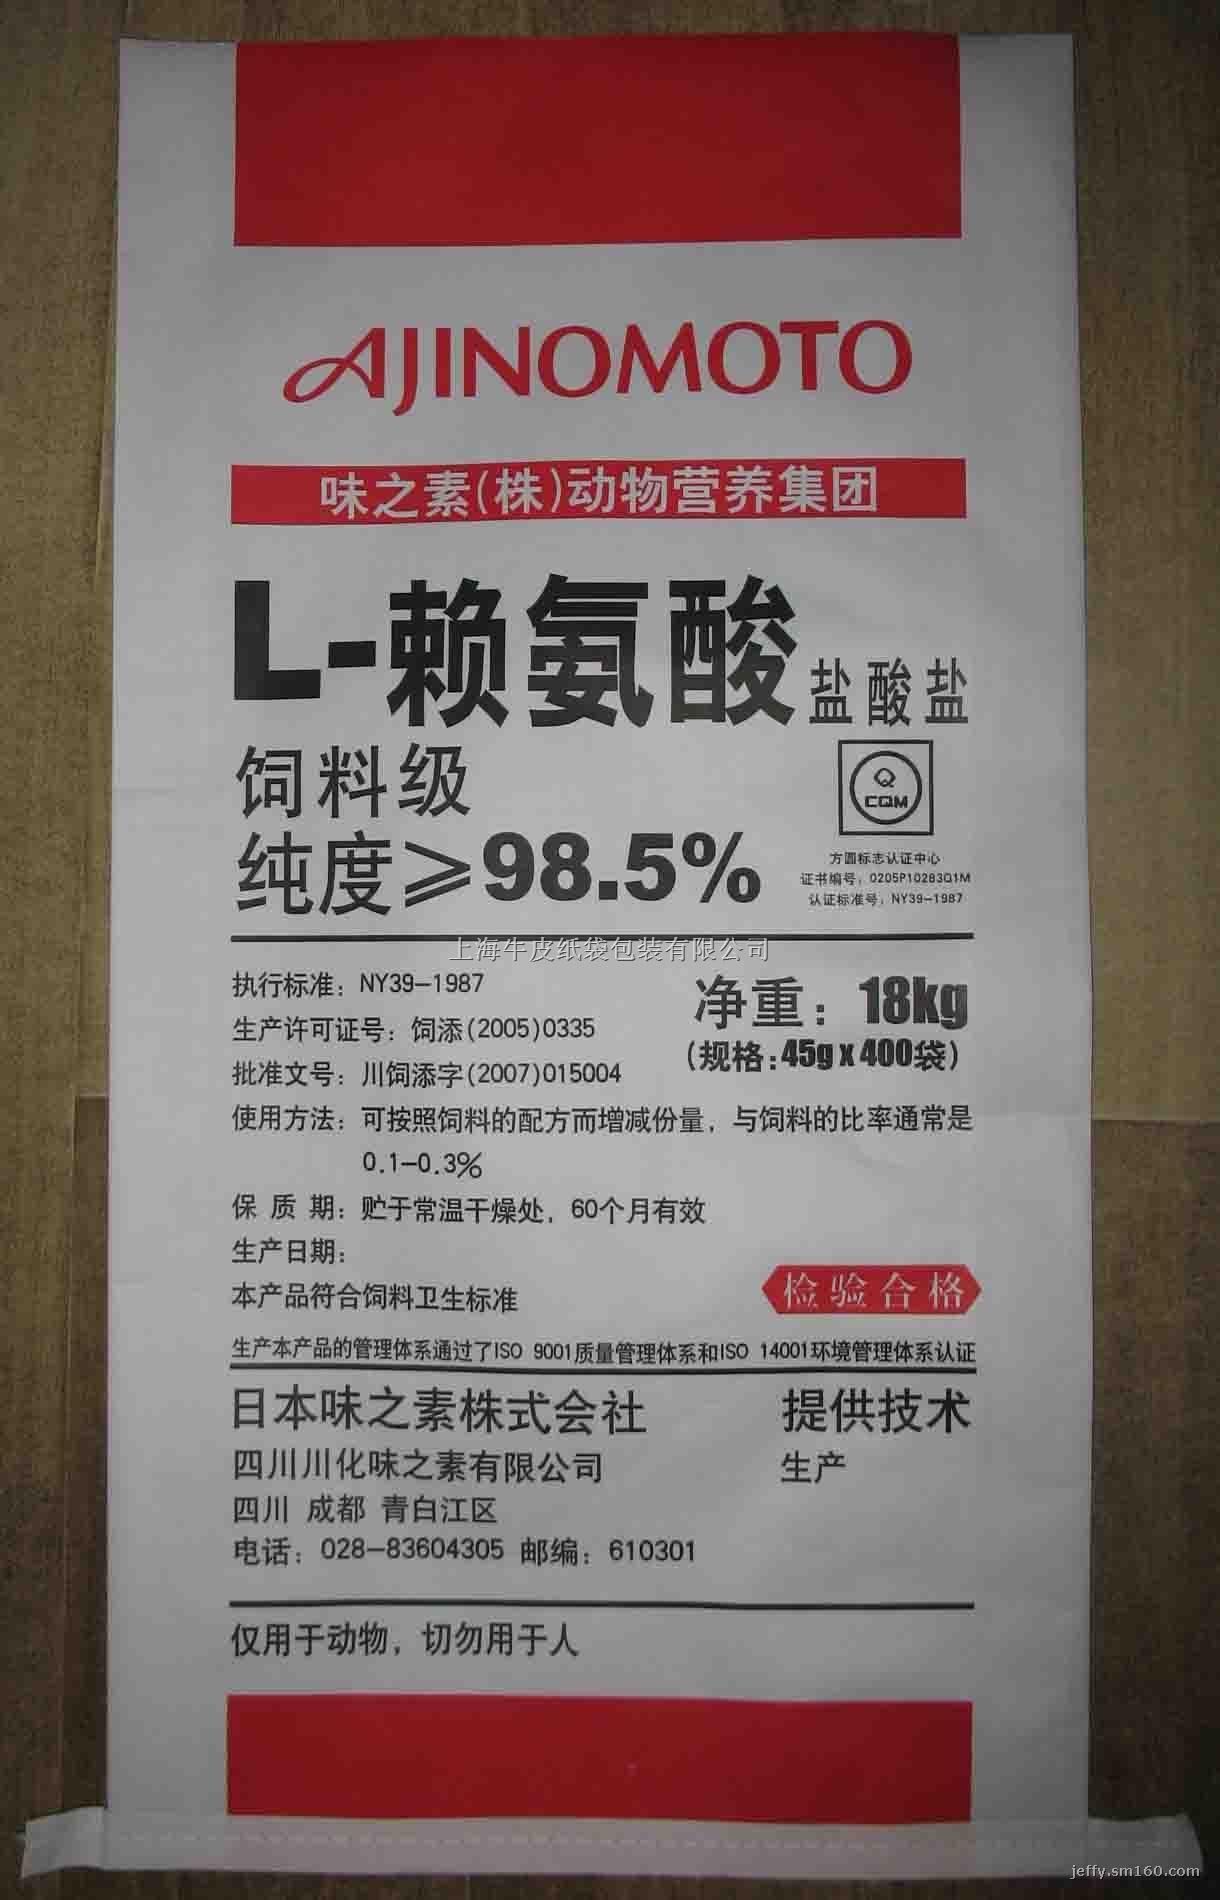 AJINOMOTO
味之素(株)动物营养集团
L-赖氨酸 盐酸盐
饲料级
纯度≥98.5%
Q
CQM
方圆标志认证中心
证书编号：0205P10283Q1M
认证标准号：NY39-1987
上海牛皮纸袋包装有限公司
执行标准：NY39-1987
生产许可证号：饲添(2005)0335
批准文号：川饲添字(2007)015004
净重：18kg
(规格:45g x 400袋)
使用方法：可按照饲料的配方而增减份量，与饲料的比率通常是
0.1-0.3%
保 质 期：贮于常温干燥处，60个月有效
生产日期：
本产品符合饲料卫生标准
检验合格
生产本产品的管理体系通过了ISO 9001质量管理体系和ISO 14001环境管理体系认证
日本味之素株式会社 提供技术
四川川化味之素有限公司 生产
四川 成都 青白江区
电话：028-83604305 邮编：610301
仅用于动物，切勿用于人
jeffy.sm160.com